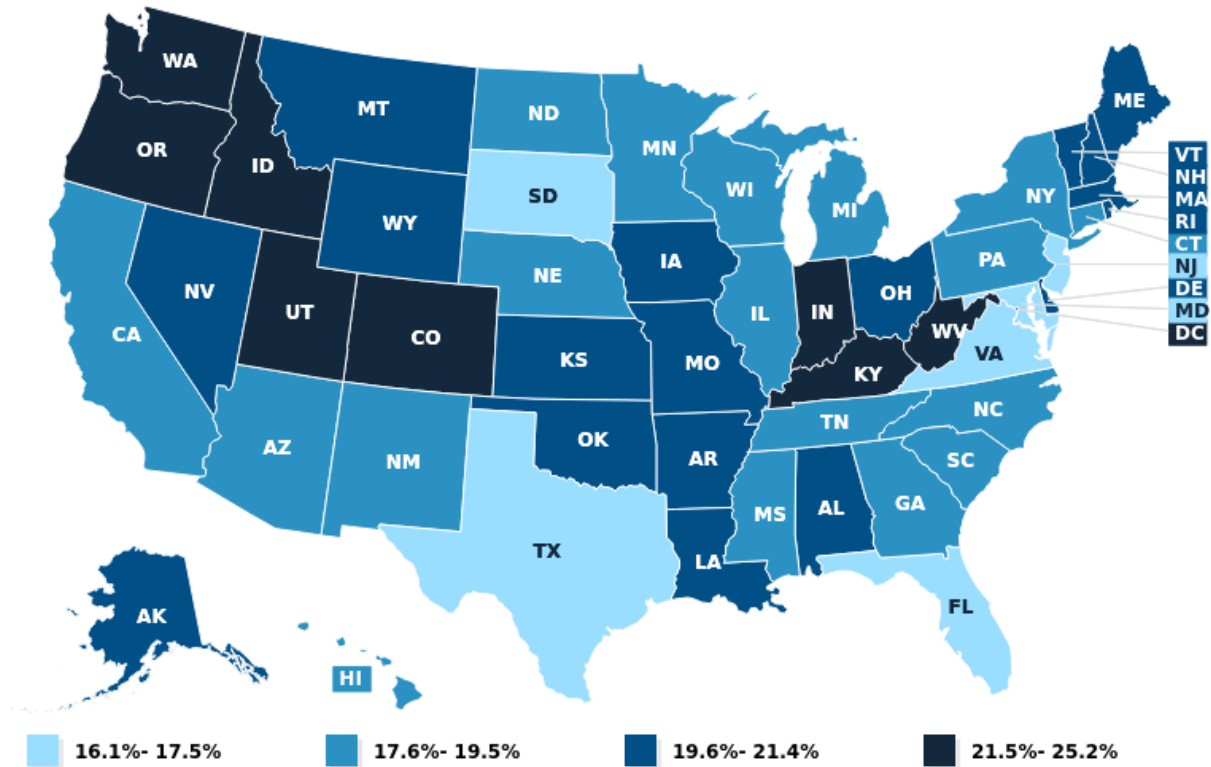 WA
MT
ND
MN
ME
OR
ID
SD
WI
MI
NY
VT
NH
MA
RI
CT
NJ
DE
MD
DC
WY
IA
PA
NV
UT
CO
NE
IL
IN
OH
WV
VA
CA
KS
MO
KY
AZ
NM
OK
AR
TN
NC
SC
TX
LA
MS
AL
GA
FL
AK
HI
16.1%- 17.5%
17.6%- 19.5%
19.6%- 21.4%
21.5%- 25.2%